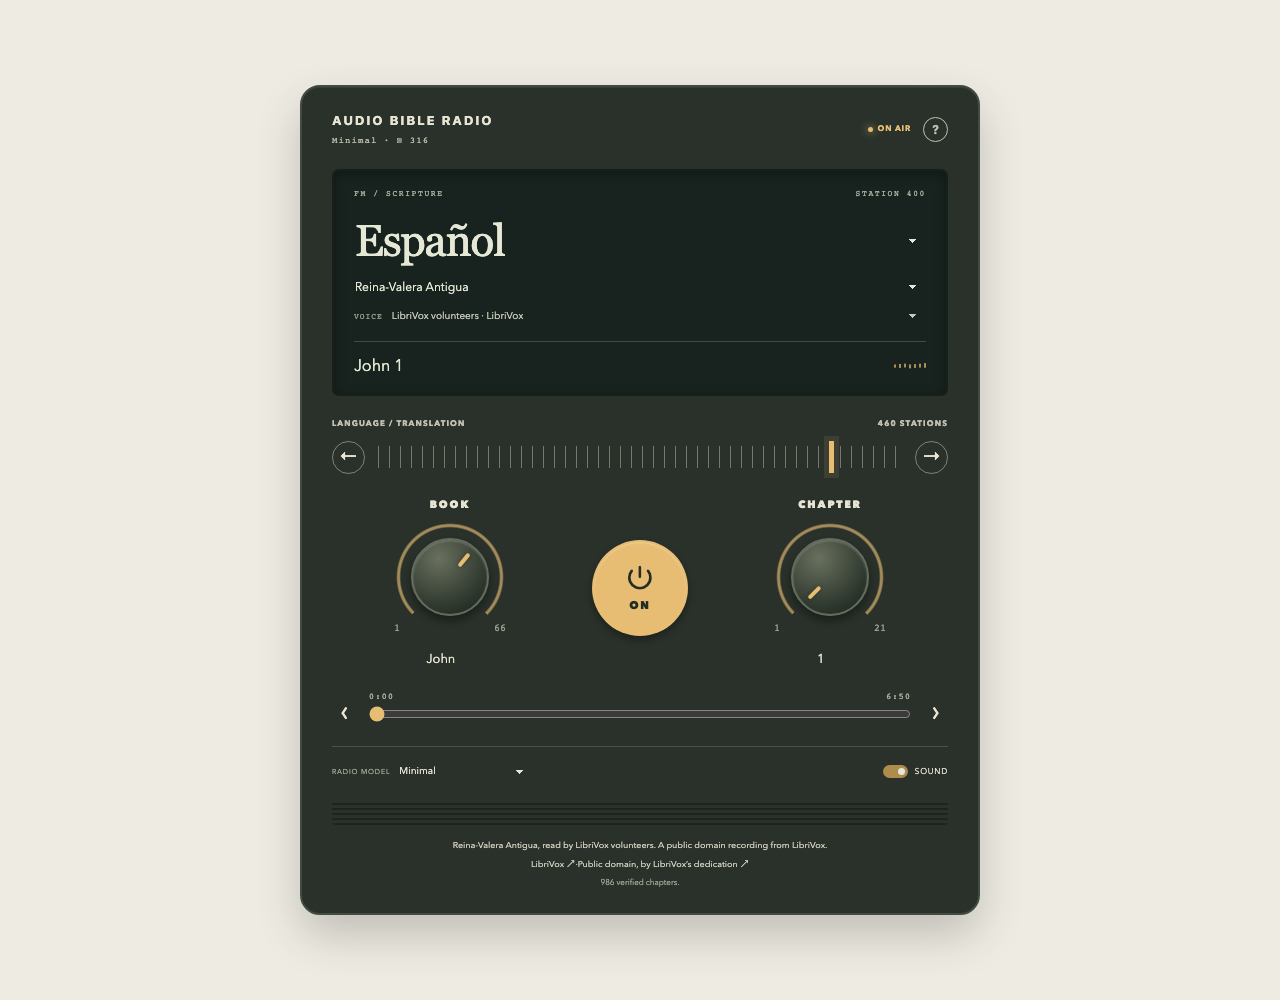 AUDIO BIBLE RADIO
Minimal · 316
ON AIR
?
FM / SCRIPTURE
STATION 400
Español
Reina-Valera Antigua
VOICE LibriVox volunteers · LibriVox
John 1
LANGUAGE / TRANSLATION
460 STATIONS
BOOK
CHAPTER
ON
1
66
1
21
John
1
0:00
6:50
RADIO MODEL Minimal
SOUND
Reina-Valera Antigua, read by LibriVox volunteers. A public domain recording from LibriVox.
LibriVox ↗·Public domain, by LibriVox's dedication ↗
986 verified chapters.